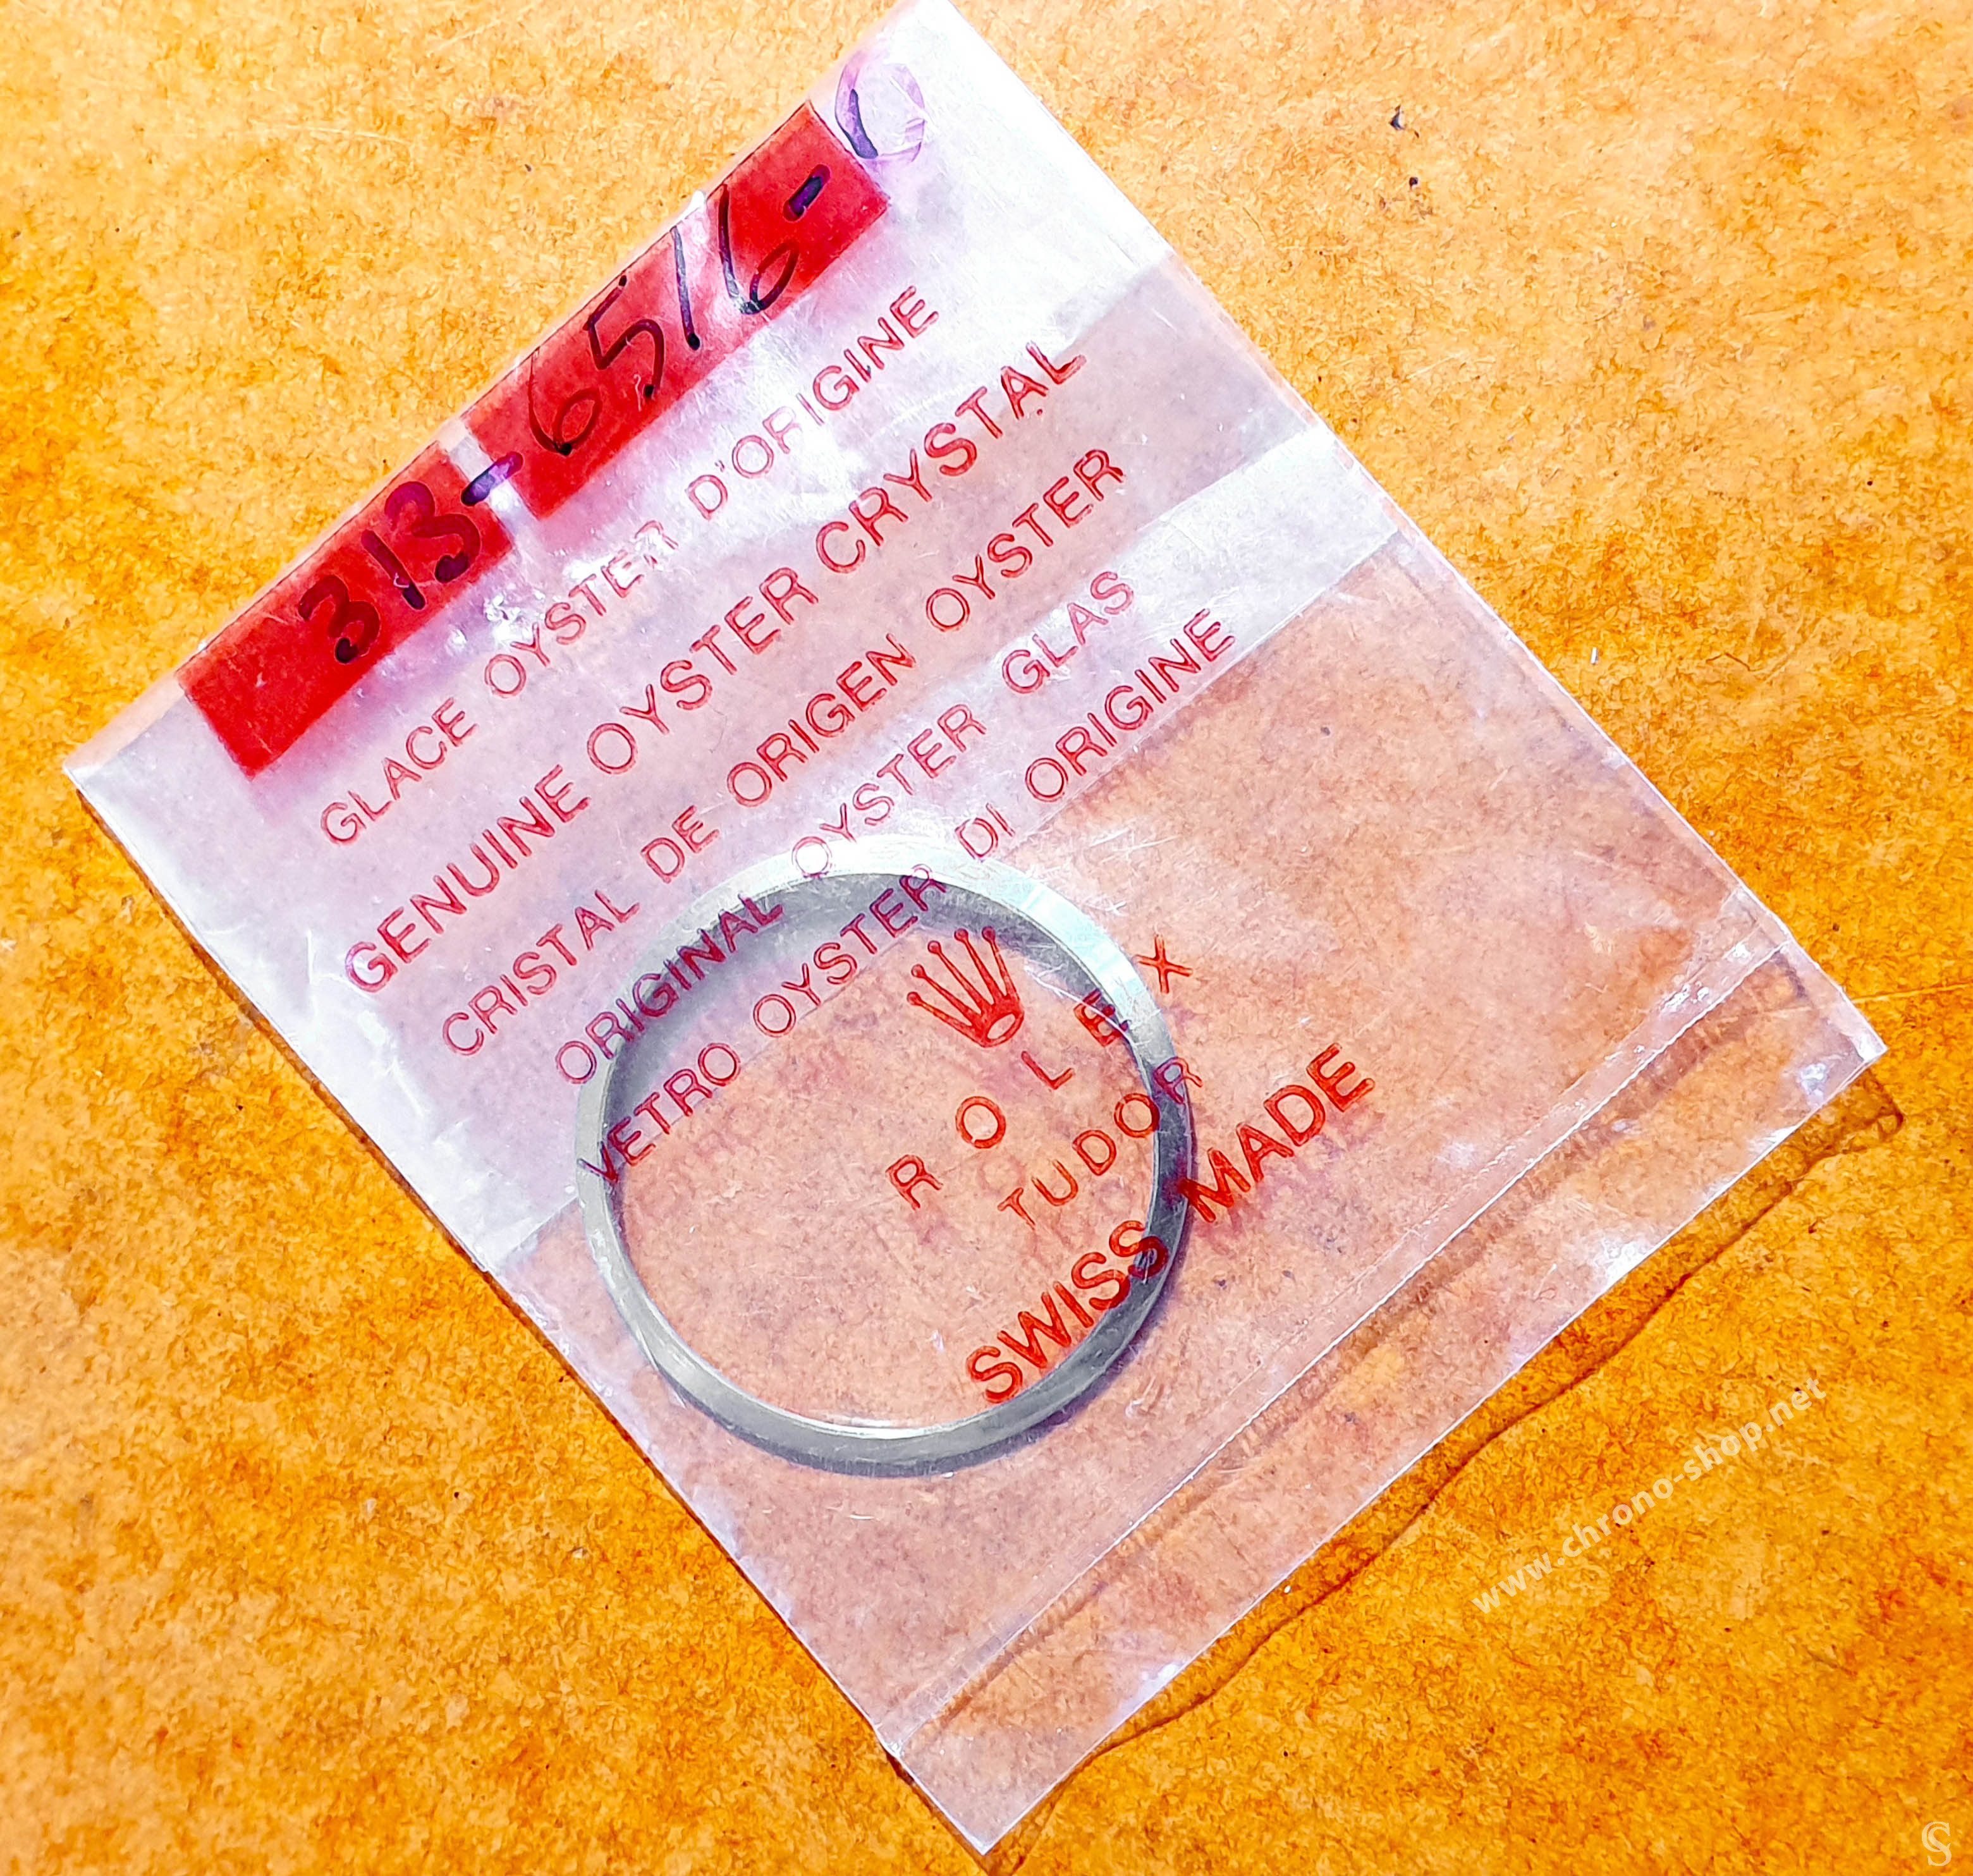 313-6516-0
GLACE OYSTER D'ORIGINE
GENUINE OYSTER CRYSTAL
CRISTAL DE ORIGEN OYSTER
ORIGINAL OYSTER GLAS
VETRO OYSTER DI ORIGINE
ROLEX
TUDOR
SWISS MADE
www.chrono-shop.net